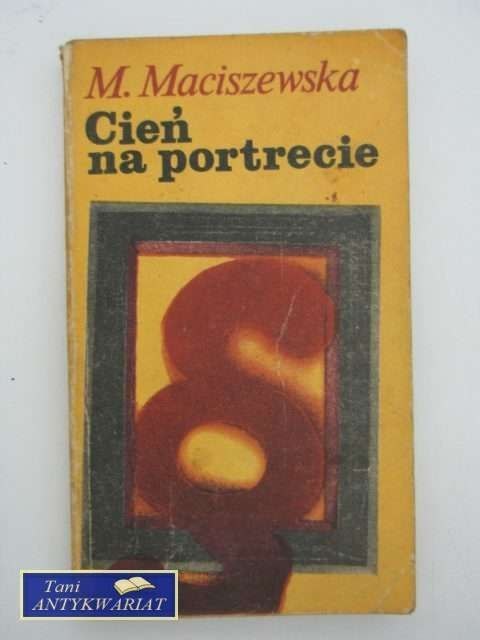 M. Maciszewska
Cień
na portrecie
Tani
ANTYKWARIAT